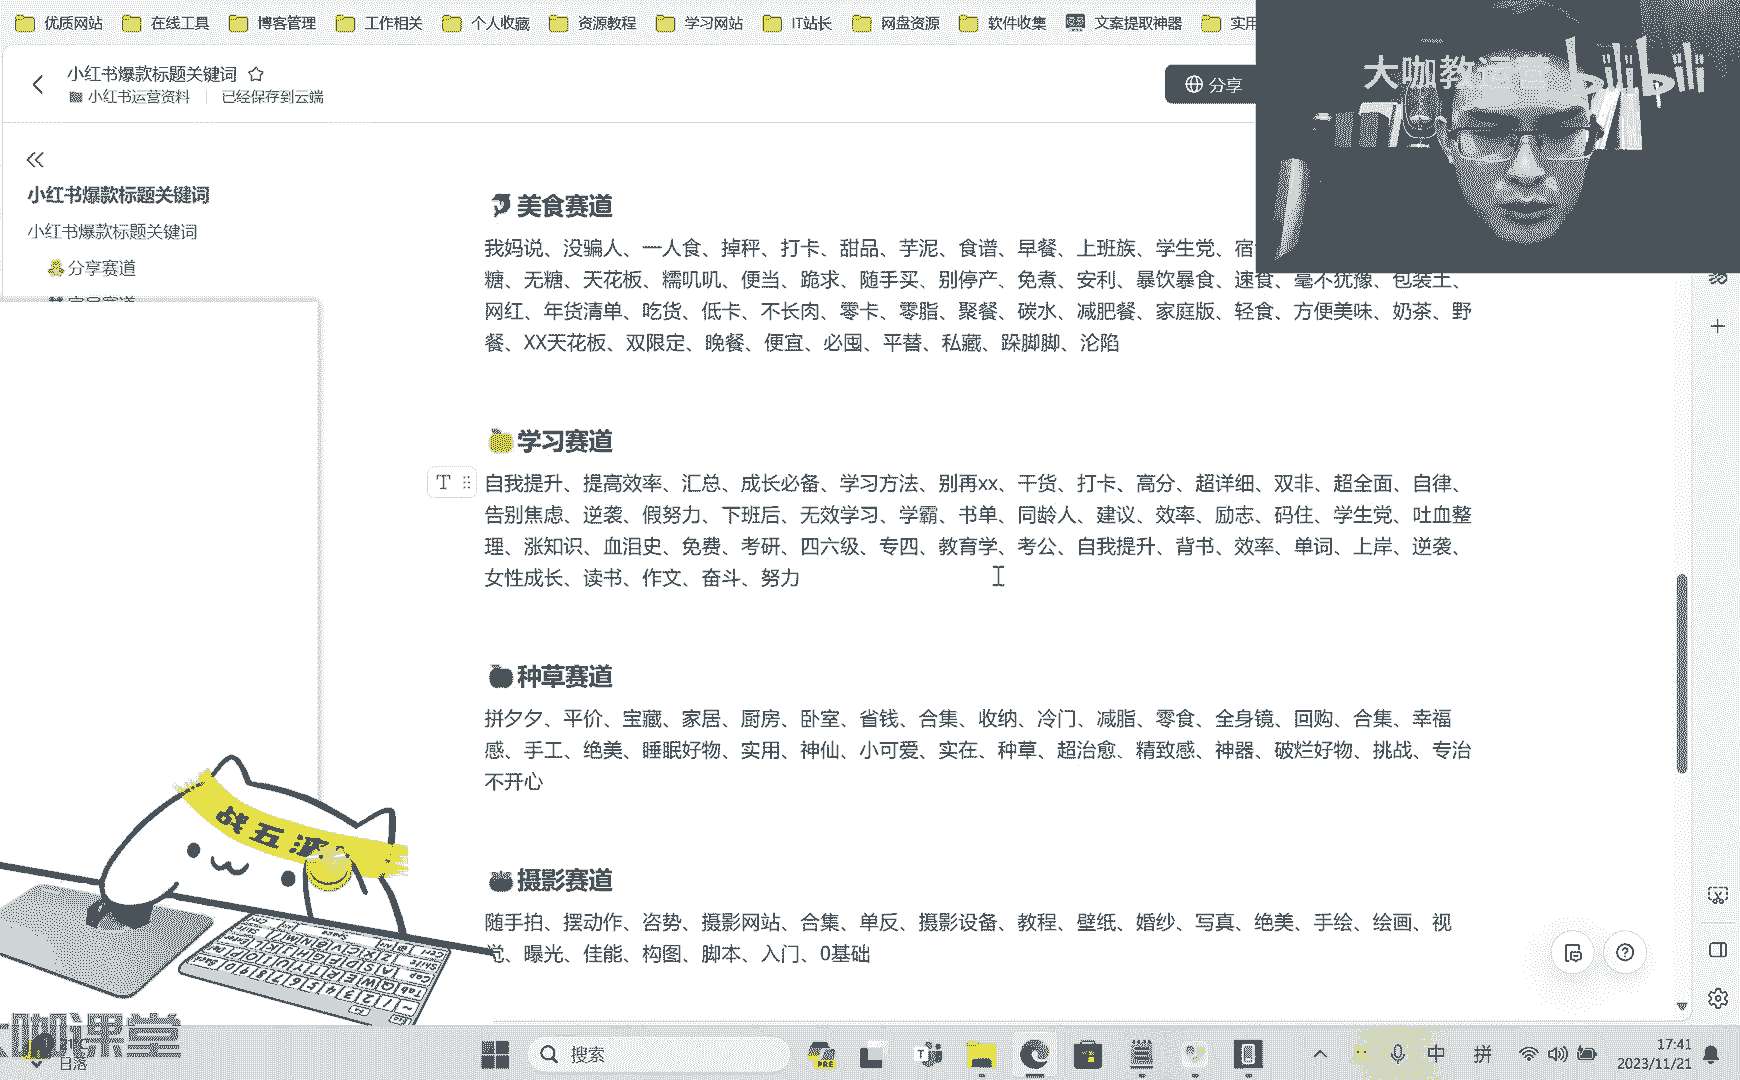 优质网站 在线工具 博客管理 工作相关 个人收藏 资源教程 学习网站 IT站长 网盘资源 软件收集 文案提取神器 实用
小红书爆款标题关键词
小红书运营资料 已经保存到云端
分享
大咖教运营 bilibili
小红书爆款标题关键词
小红书爆款标题关键词
分享赛道
美食赛道
我妈说、没骗人、一人食、掉秤、打卡、甜品、芋泥、食谱、早餐、上班族、学生党、宿
糖、无糖、天花板、糯叽叽、便当、跪求、随手买、别停产、免煮、安利、暴饮暴食、速食、毫不犹豫、包装土、
网红、年货清单、吃货、低卡、不长肉、零卡、零脂、聚餐、碳水、减肥餐、家庭版、轻食、方便美味、奶茶、野
餐、XX天花板、双限定、晚餐、便宜、必囤、平替、私藏、跺脚脚、沦陷
学习赛道
自我提升、提高效率、汇总、成长必备、学习方法、别再xx、干货、打卡、高分、超详细、双非、超全面、自律、
告别焦虑、逆袭、假努力、下班后、无效学习、学霸、书单、同龄人、建议、效率、励志、码住、学生党、吐血整
理、涨知识、血泪史、免费、考研、四六级、专四、教育学、考公、自我提升、背书、效率、单词、上岸、逆袭、
女性成长、读书、作文、奋斗、努力
种草赛道
拼夕夕、平价、宝藏、家居、厨房、卧室、省钱、合集、收纳、冷门、减脂、零食、全身镜、回购、合集、幸福
感、手工、绝美、睡眠好物、实用、神仙、小可爱、实在、种草、超治愈、精致感、神器、破烂好物、挑战、专治
不开心
摄影赛道
随手拍、摆动作、姿势、摄影网站、合集、单反、摄影设备、教程、壁纸、婚纱、写真、绝美、手绘、绘画、视
觉、曝光、佳能、构图、脚本、入门、0基础
战五渣
大咖课堂
日落
搜索
PRE
中 拼
17:41
2023/11/21